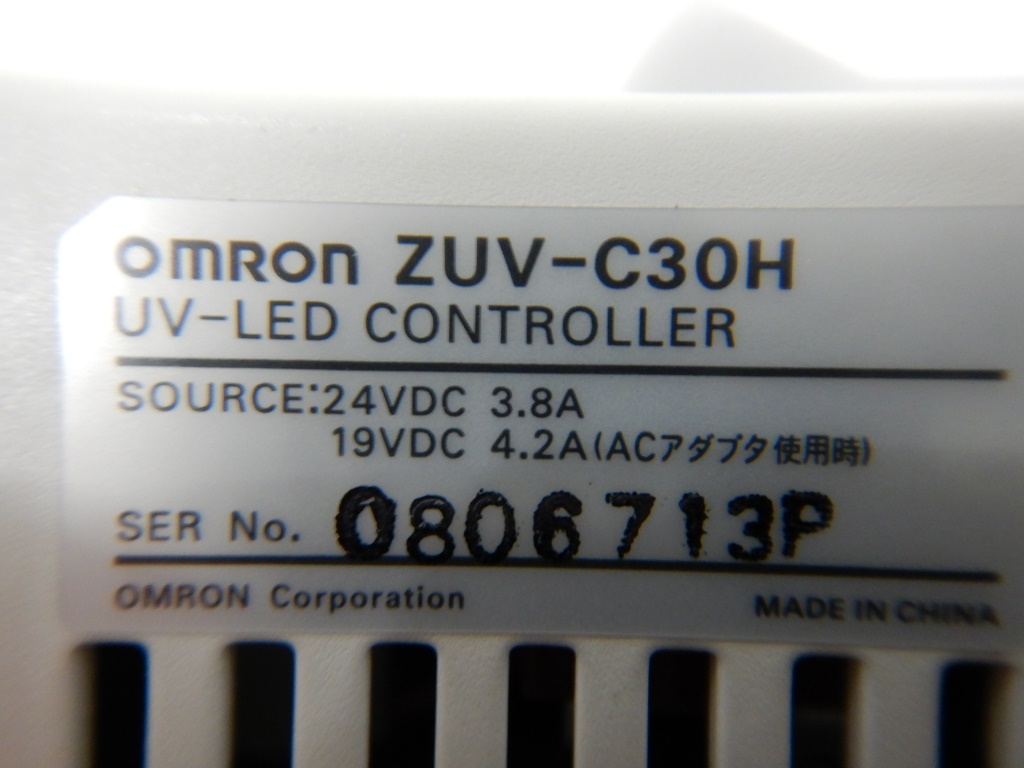 OMRON ZUV-C30H
UV-LED CONTROLLER
SOURCE:24VDC 3.8A
19VDC 4.2A(ACアダプタ使用時)
SER No. 0806713P
OMRON Corporation
MADE IN CHINA